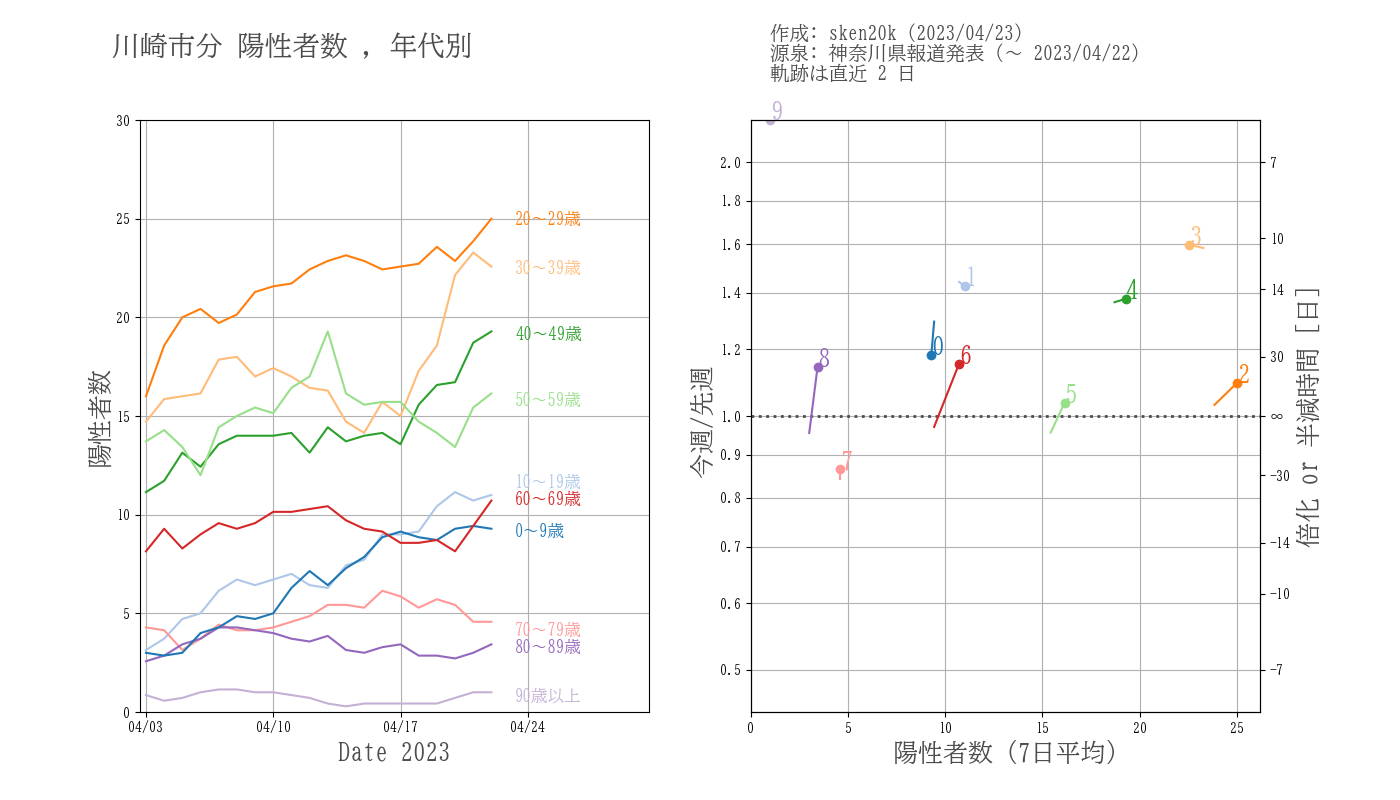 川崎市分 陽性者数 , 年代別
作成: sken20k (2023/04/23)
源泉: 神奈川県報道発表 (～ 2023/04/22)
軌跡は直近 2 日
30
25
20
15
10
5
0
陽性者数
04/03
04/10
04/17
04/24
Date 2023
20～29歳
30～39歳
40～49歳
50～59歳
10～19歳
60～69歳
0～9歳
70～79歳
80～89歳
90歳以上
今週/先週
2.0
1.8
1.6
1.4
1.2
1.0
0.9
0.8
0.7
0.6
0.5
9
3
1
4
0
6
8
2
5
7
0
5
10
15
20
25
陽性者数 (7日平均)
7
10
14
30
∞
−30
−14
−10
−7
倍化 or 半減時間 [日]